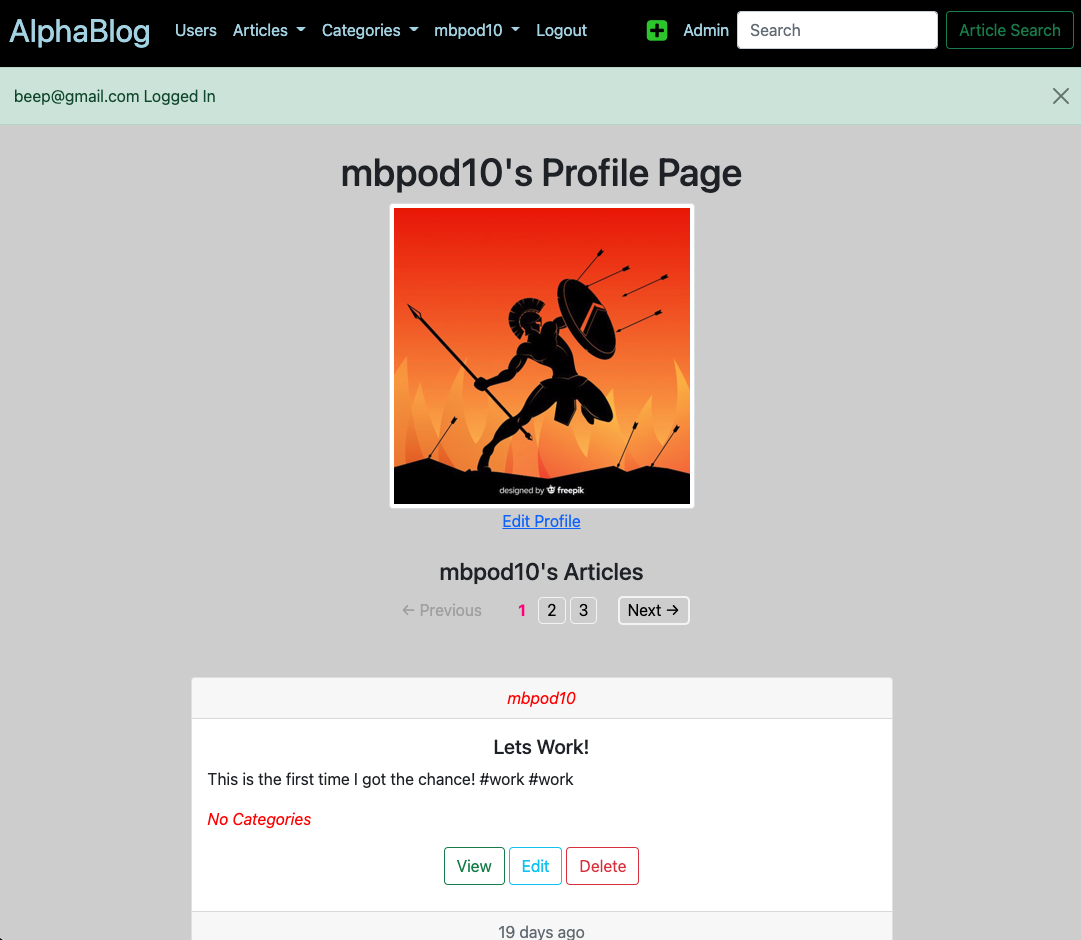 AlphaBlog Users Articles Categories mbpod10 Logout Admin Search Article Search
beep@gmail.com Logged In
mbpod10's Profile Page
designed by freepik
Edit Profile
mbpod10's Articles
← Previous 1 2 3 Next →
mbpod10
Lets Work!
This is the first time I got the chance! #work #work
No Categories
View Edit Delete
19 days ago